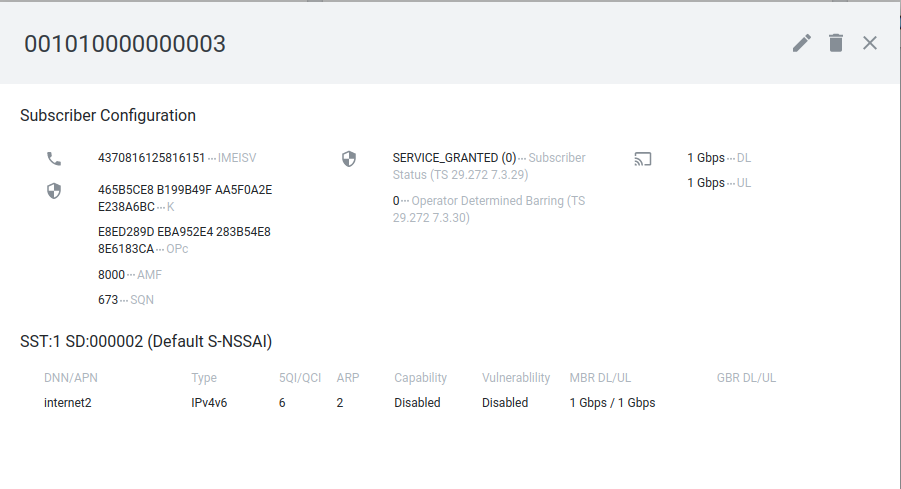 001010000000003
Subscriber Configuration
4370816125816151···IMEISV
465B5CE8 B199B49F AA5F0A2E
E238A6BC···K
E8ED289D EBA952E4 283B54E8
8E6183CA···OPc
8000···AMF
673···SQN
SERVICE_GRANTED (0)···Subscriber
Status (TS 29.272 7.3.29)
0···Operator Determined Barring (TS
29.272 7.3.30)
1 Gbps···DL
1 Gbps···UL
SST:1 SD:000002 (Default S-NSSAI)
DNN/APN Type 5QI/QCI ARP Capability Vulnerablility MBR DL/UL GBR DL/UL
internet2 IPv4v6 6 2 Disabled Disabled 1 Gbps / 1 Gbps